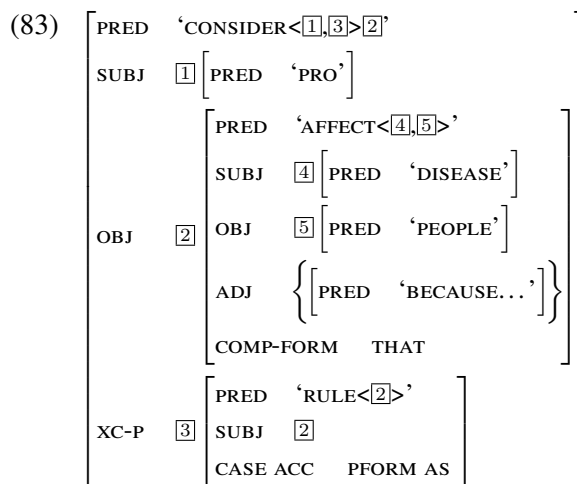 (83) PRED ‘CONSIDER<1,3>2’
SUBJ 1 [PRED ‘PRO’]
PRED ‘AFFECT<4,5>’
SUBJ 4 [PRED ‘DISEASE’]
OBJ 2 OBJ 5 [PRED ‘PEOPLE’]
ADJ {[PRED ‘BECAUSE...’]}
COMP-FORM THAT
PRED ‘RULE<2>’
XC-P 3 SUBJ 2
CASE ACC PFORM AS